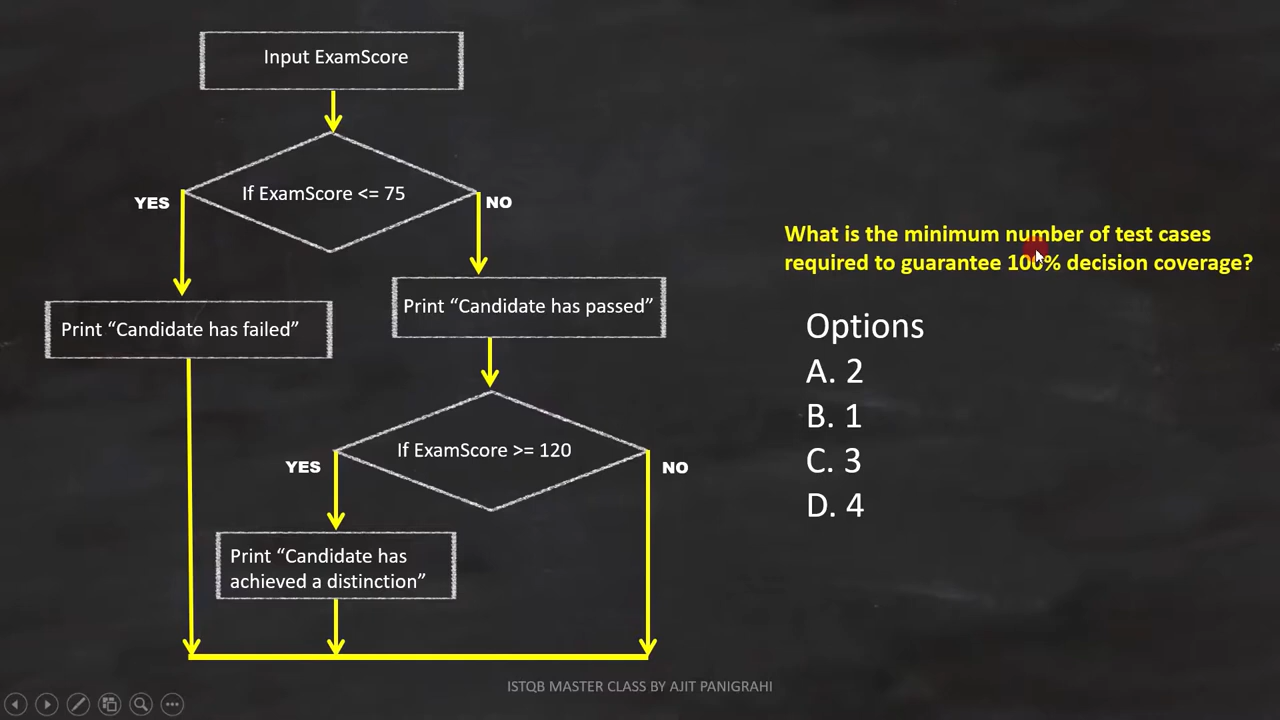 Input ExamScore
If ExamScore <= 75
YES
NO
Print “Candidate has failed”
Print “Candidate has passed”
If ExamScore >= 120
YES
NO
Print “Candidate has
achieved a distinction”
What is the minimum number of test cases
required to guarantee 100% decision coverage?
Options
A. 2
B. 1
C. 3
D. 4
ISTQB MASTER CLASS BY AJIT PANIGRAHI